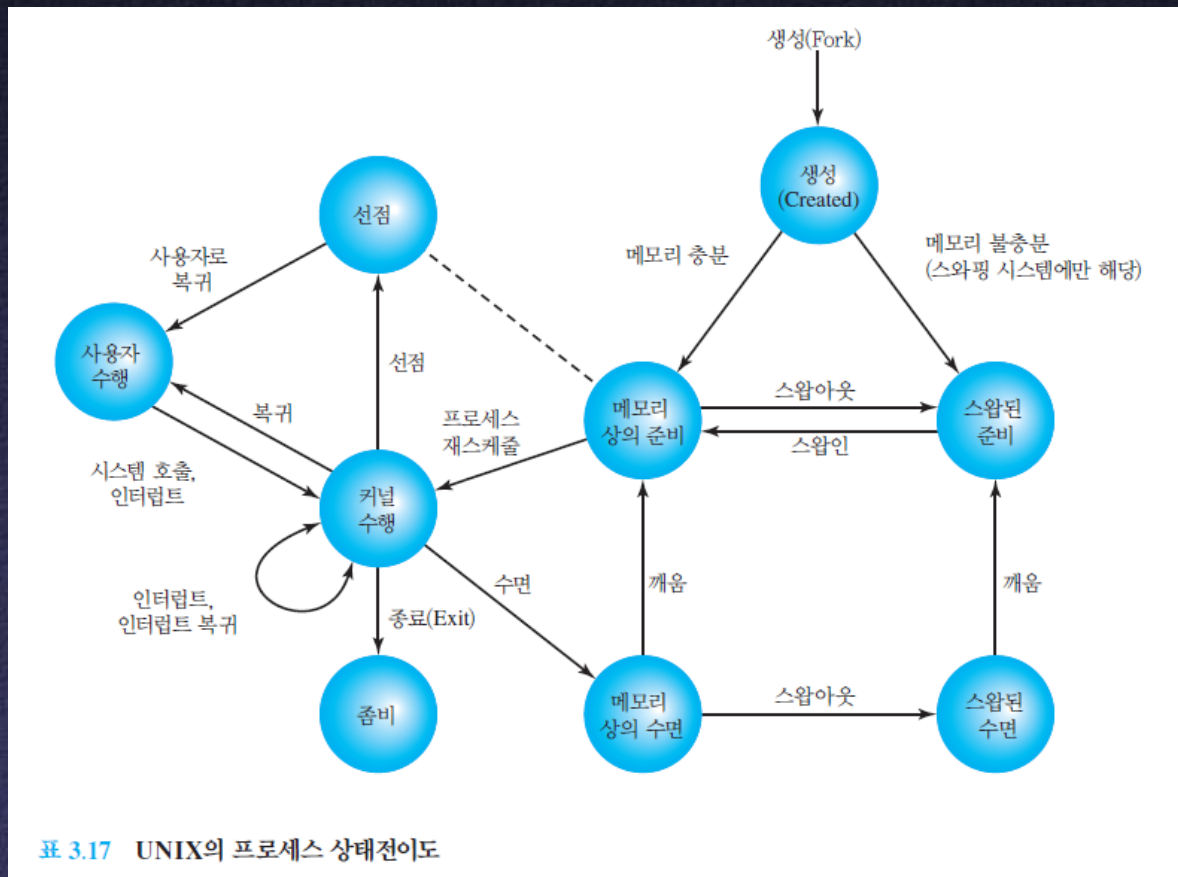 생성(Fork)
생성
(Created)
선점
메모리 충분
메모리 불충분
(스와핑 시스템에만 해당)
사용자로
복귀
사용자
수행
선점
복귀
프로세스
재스케줄
메모리
상의 준비
스왑아웃
스왑인
스왑된
준비
시스템 호출,
인터럽트
커널
수행
수면
깨움
깨움
인터럽트,
인터럽트 복귀
종료(Exit)
좀비
메모리
상의 수면
스왑아웃
스왑된
수면
표 3.17 UNIX의 프로세스 상태전이도